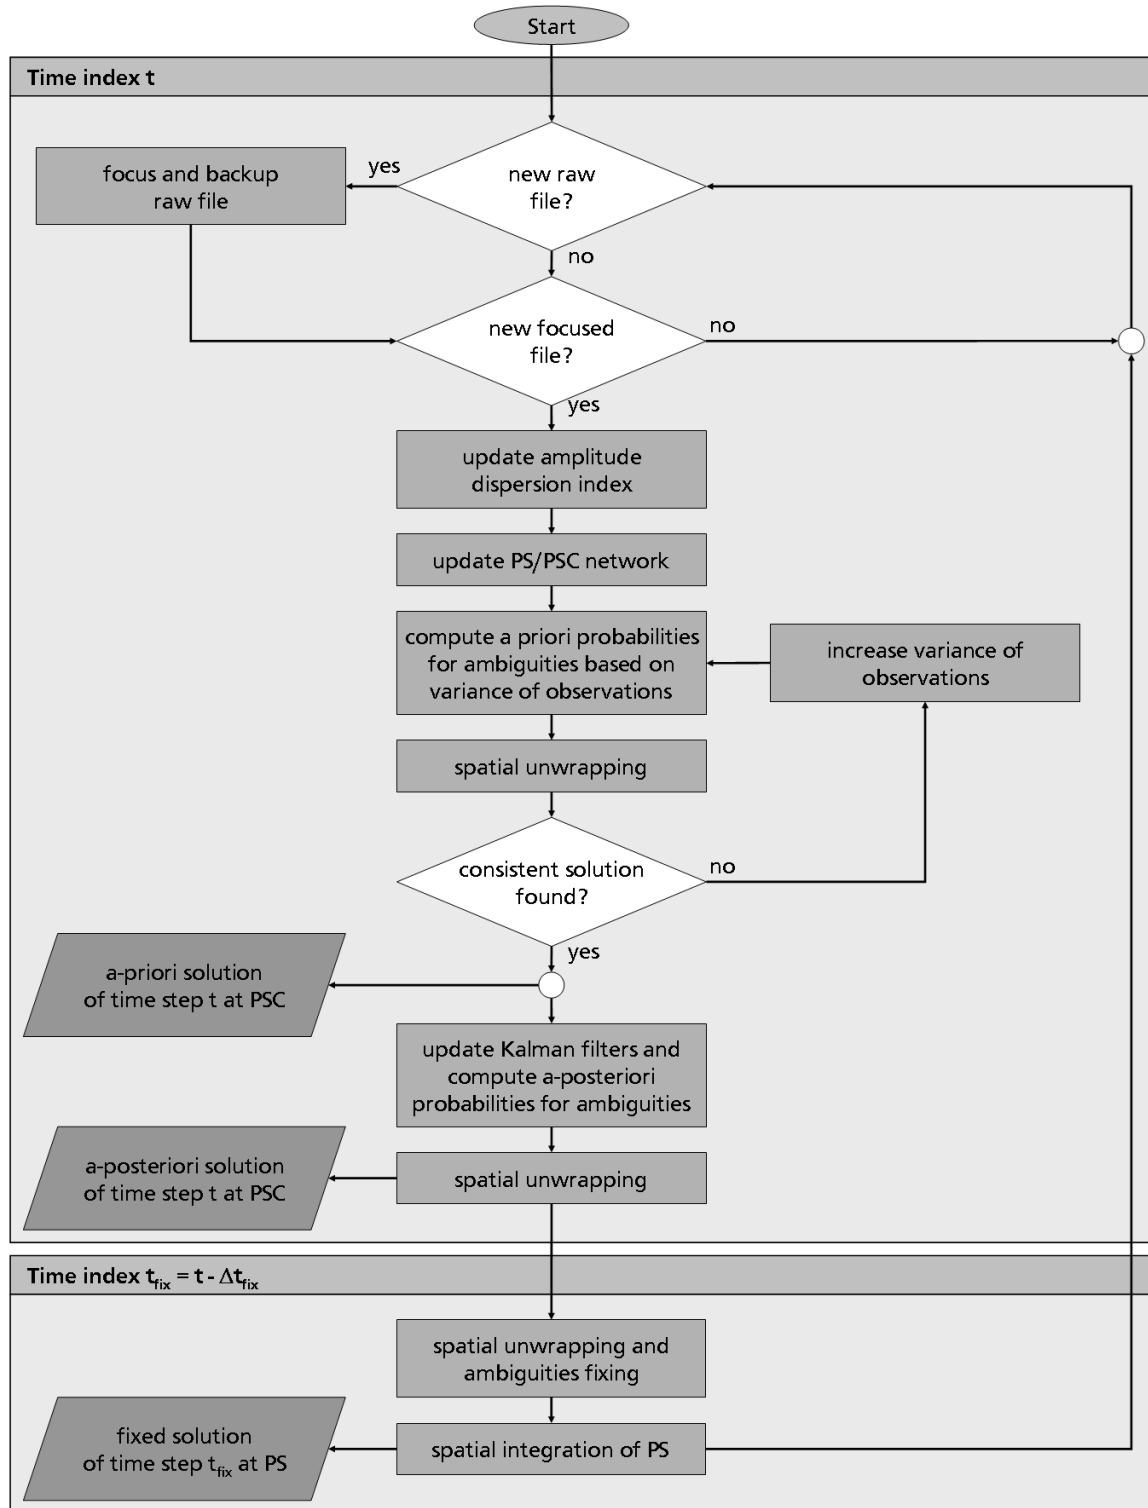 Start
Time index t
new raw
file?
yes
focus and backup
raw file
no
new focused
file?
no
yes
update amplitude
dispersion index
update PS/PSC network
compute a priori probabilities
for ambiguities based on
variance of observations
increase variance of
observations
spatial unwrapping
consistent solution
found?
no
yes
a-priori solution
of time step t at PSC
update Kalman filters and
compute a-posteriori
probabilities for ambiguities
a-posteriori solution
of time step t at PSC
spatial unwrapping
Time index t_fix = t - Δt_fix
spatial unwrapping and
ambiguities fixing
fixed solution
of time step t_fix at PS
spatial integration of PS